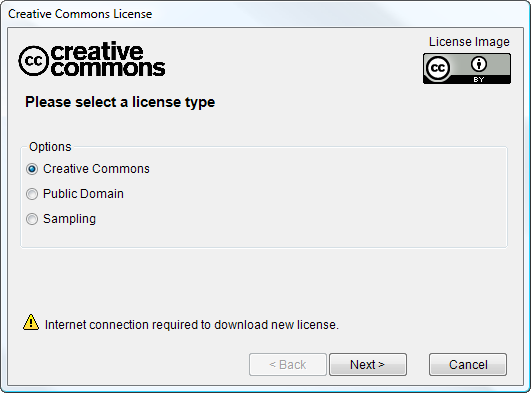 Creative Commons License
License Image
cc creative
commons
cc
BY
Please select a license type
Options
Creative Commons
Public Domain
Sampling
Internet connection required to download new license.
< Back Next > Cancel